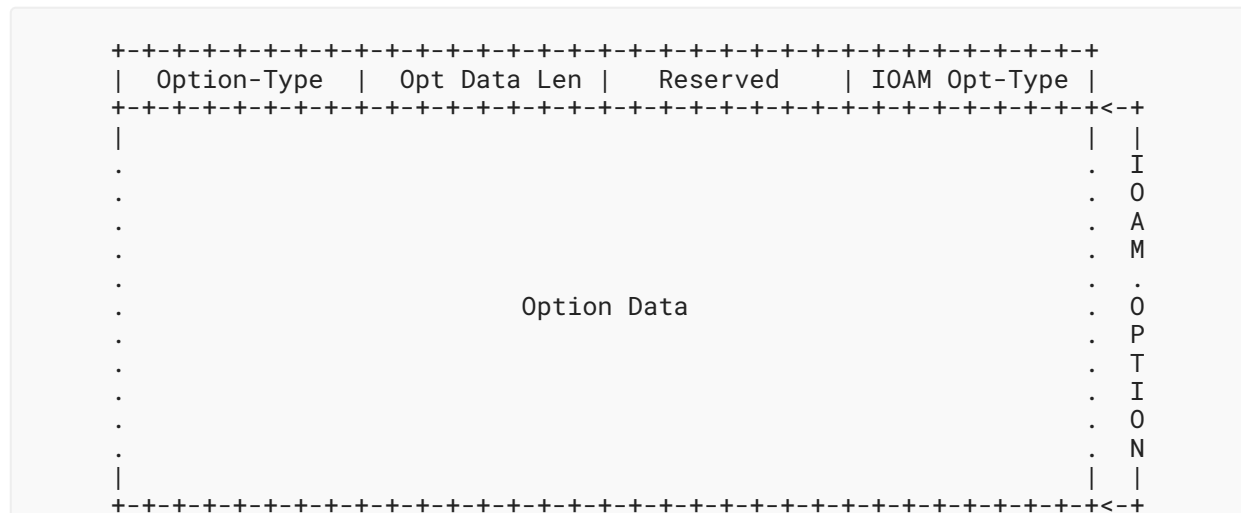 +-+-+-+-+-+-+-+-+-+-+-+-+-+-+-+-+-+-+-+-+-+-+-+-+-+-+-+-+-+-+-+-+
|  Option-Type  |  Opt Data Len |   Reserved    | IOAM Opt-Type |
+-+-+-+-+-+-+-+-+-+-+-+-+-+-+-+-+-+-+-+-+-+-+-+-+-+-+-+-+-+-+-+-+<-+
|                                                               |  |
.                                                               .  I
.                                                               .  O
.                                                               .  A
.                                                               .  M
.                                                               .  .
.                          Option Data                          .  O
.                                                               .  P
.                                                               .  T
.                                                               .  I
.                                                               .  O
.                                                               .  N
|                                                               |  |
+-+-+-+-+-+-+-+-+-+-+-+-+-+-+-+-+-+-+-+-+-+-+-+-+-+-+-+-+-+-+-+-+<-+